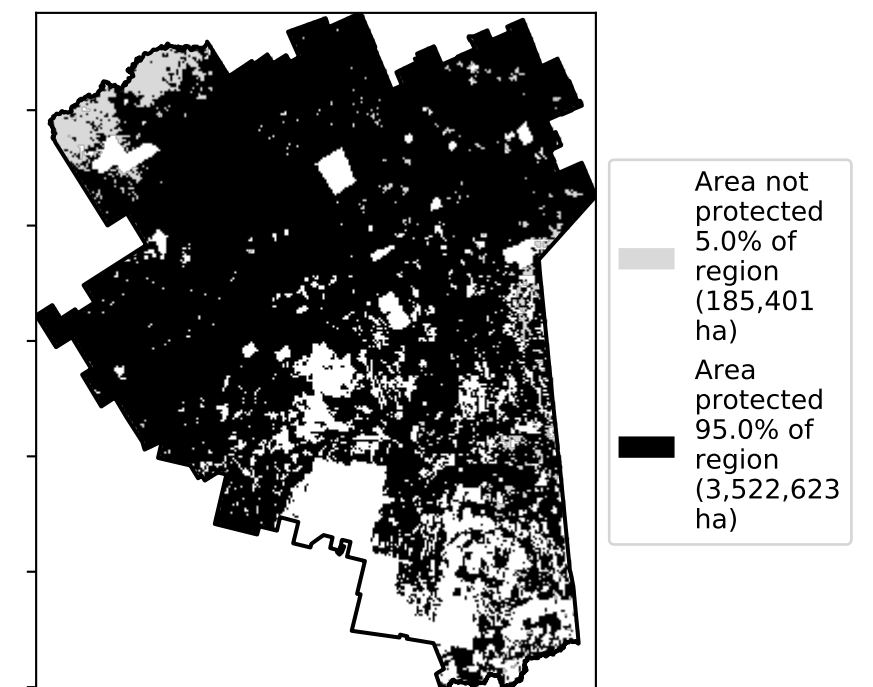 Area not
protected
5.0% of
region
(185,401
ha)
Area
protected
95.0% of
region
(3,522,623
ha)